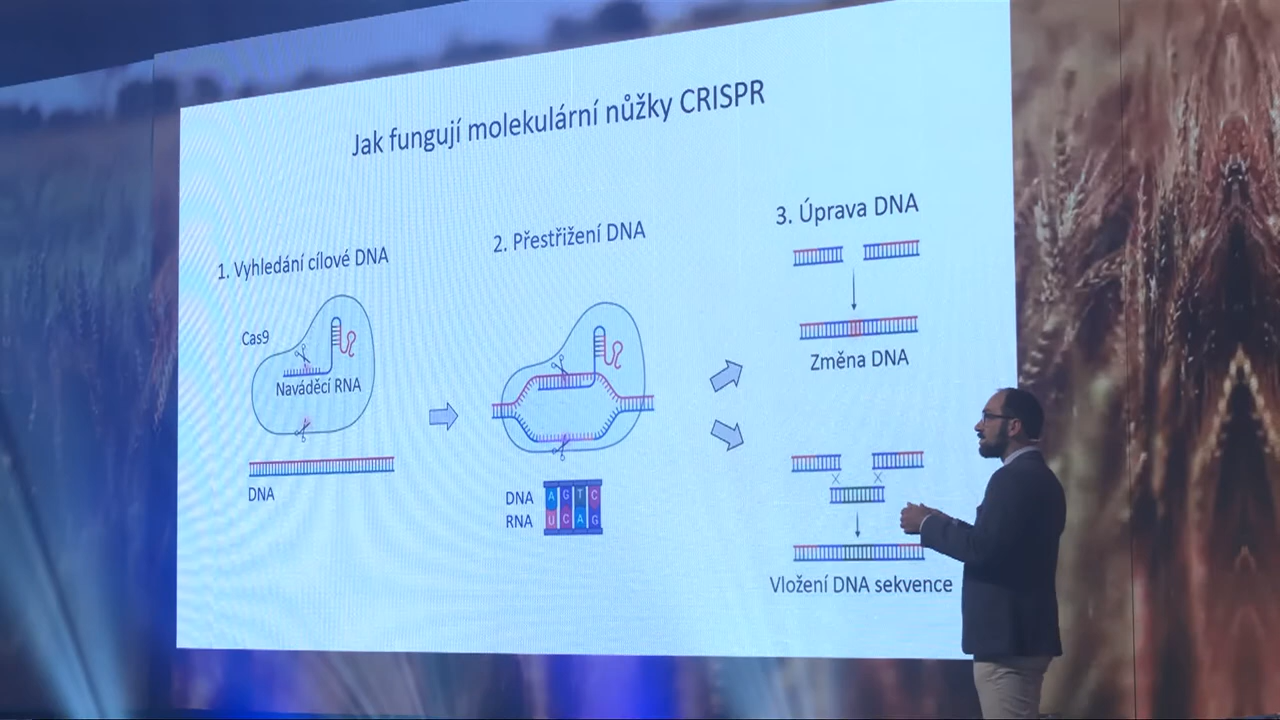 Jak fungují molekulární nůžky CRISPR
1. Vyhledání cílové DNA
Cas9
Naváděcí RNA
DNA
2. Přestřižení DNA
DNA A G T C
RNA U C A G
3. Úprava DNA
Změna DNA
Vložení DNA sekvence